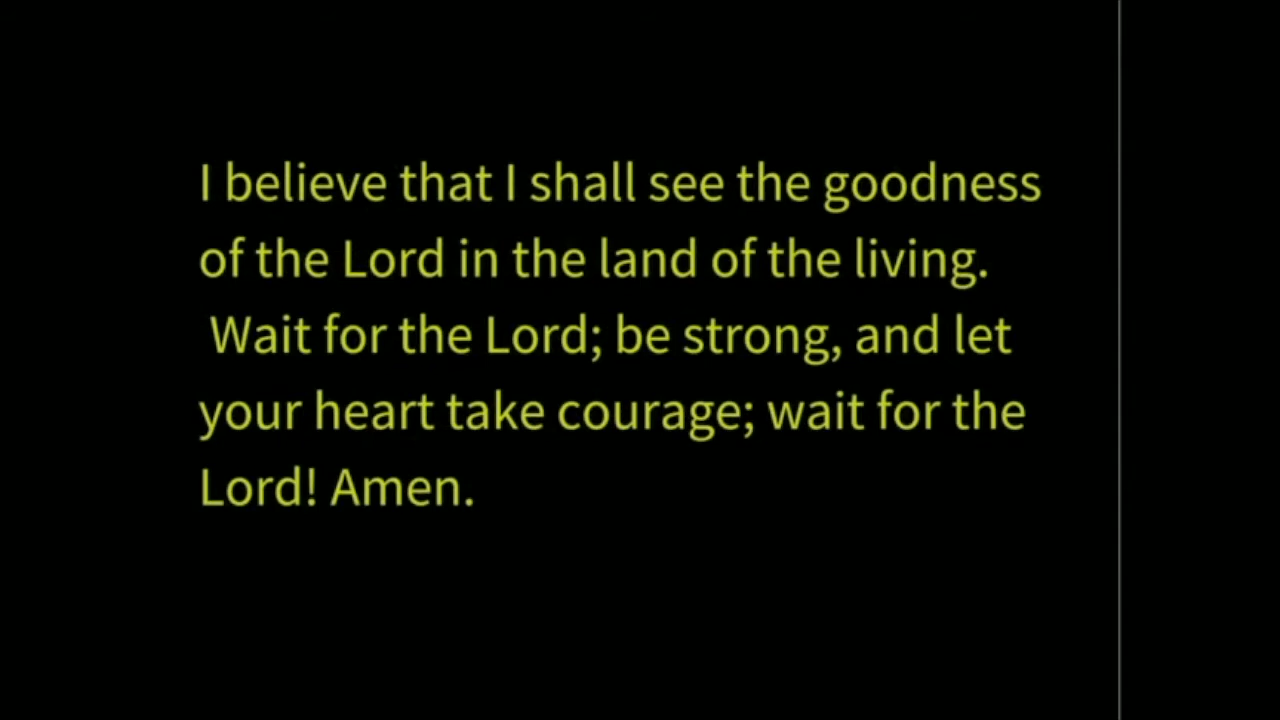 I believe that I shall see the goodness
of the Lord in the land of the living.
Wait for the Lord; be strong, and let
your heart take courage; wait for the
Lord! Amen.